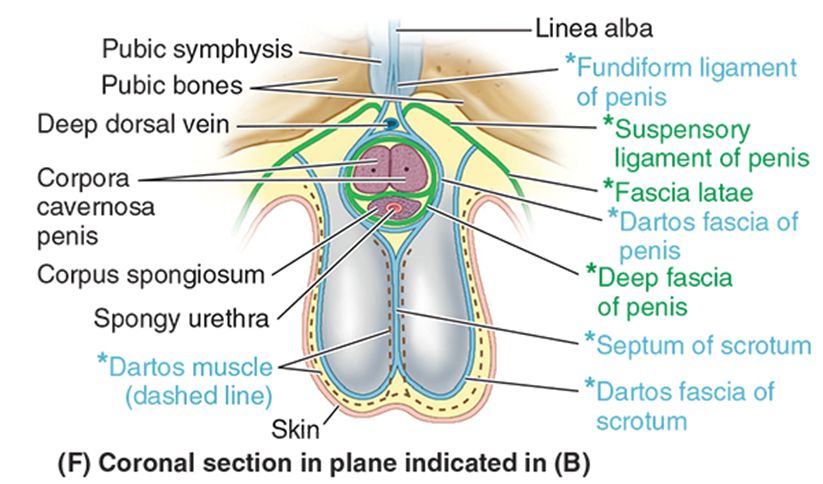 Linea alba
Pubic symphysis
*Fundiform ligament
of penis
Pubic bones
Deep dorsal vein
*Suspensory
ligament of penis
Corpora
cavernosa
penis
*Fascia latae
*Dartos fascia of
penis
Corpus spongiosum
*Deep fascia
of penis
Spongy urethra
*Septum of scrotum
*Dartos muscle
(dashed line)
*Dartos fascia of
scrotum
Skin
(F) Coronal section in plane indicated in (B)